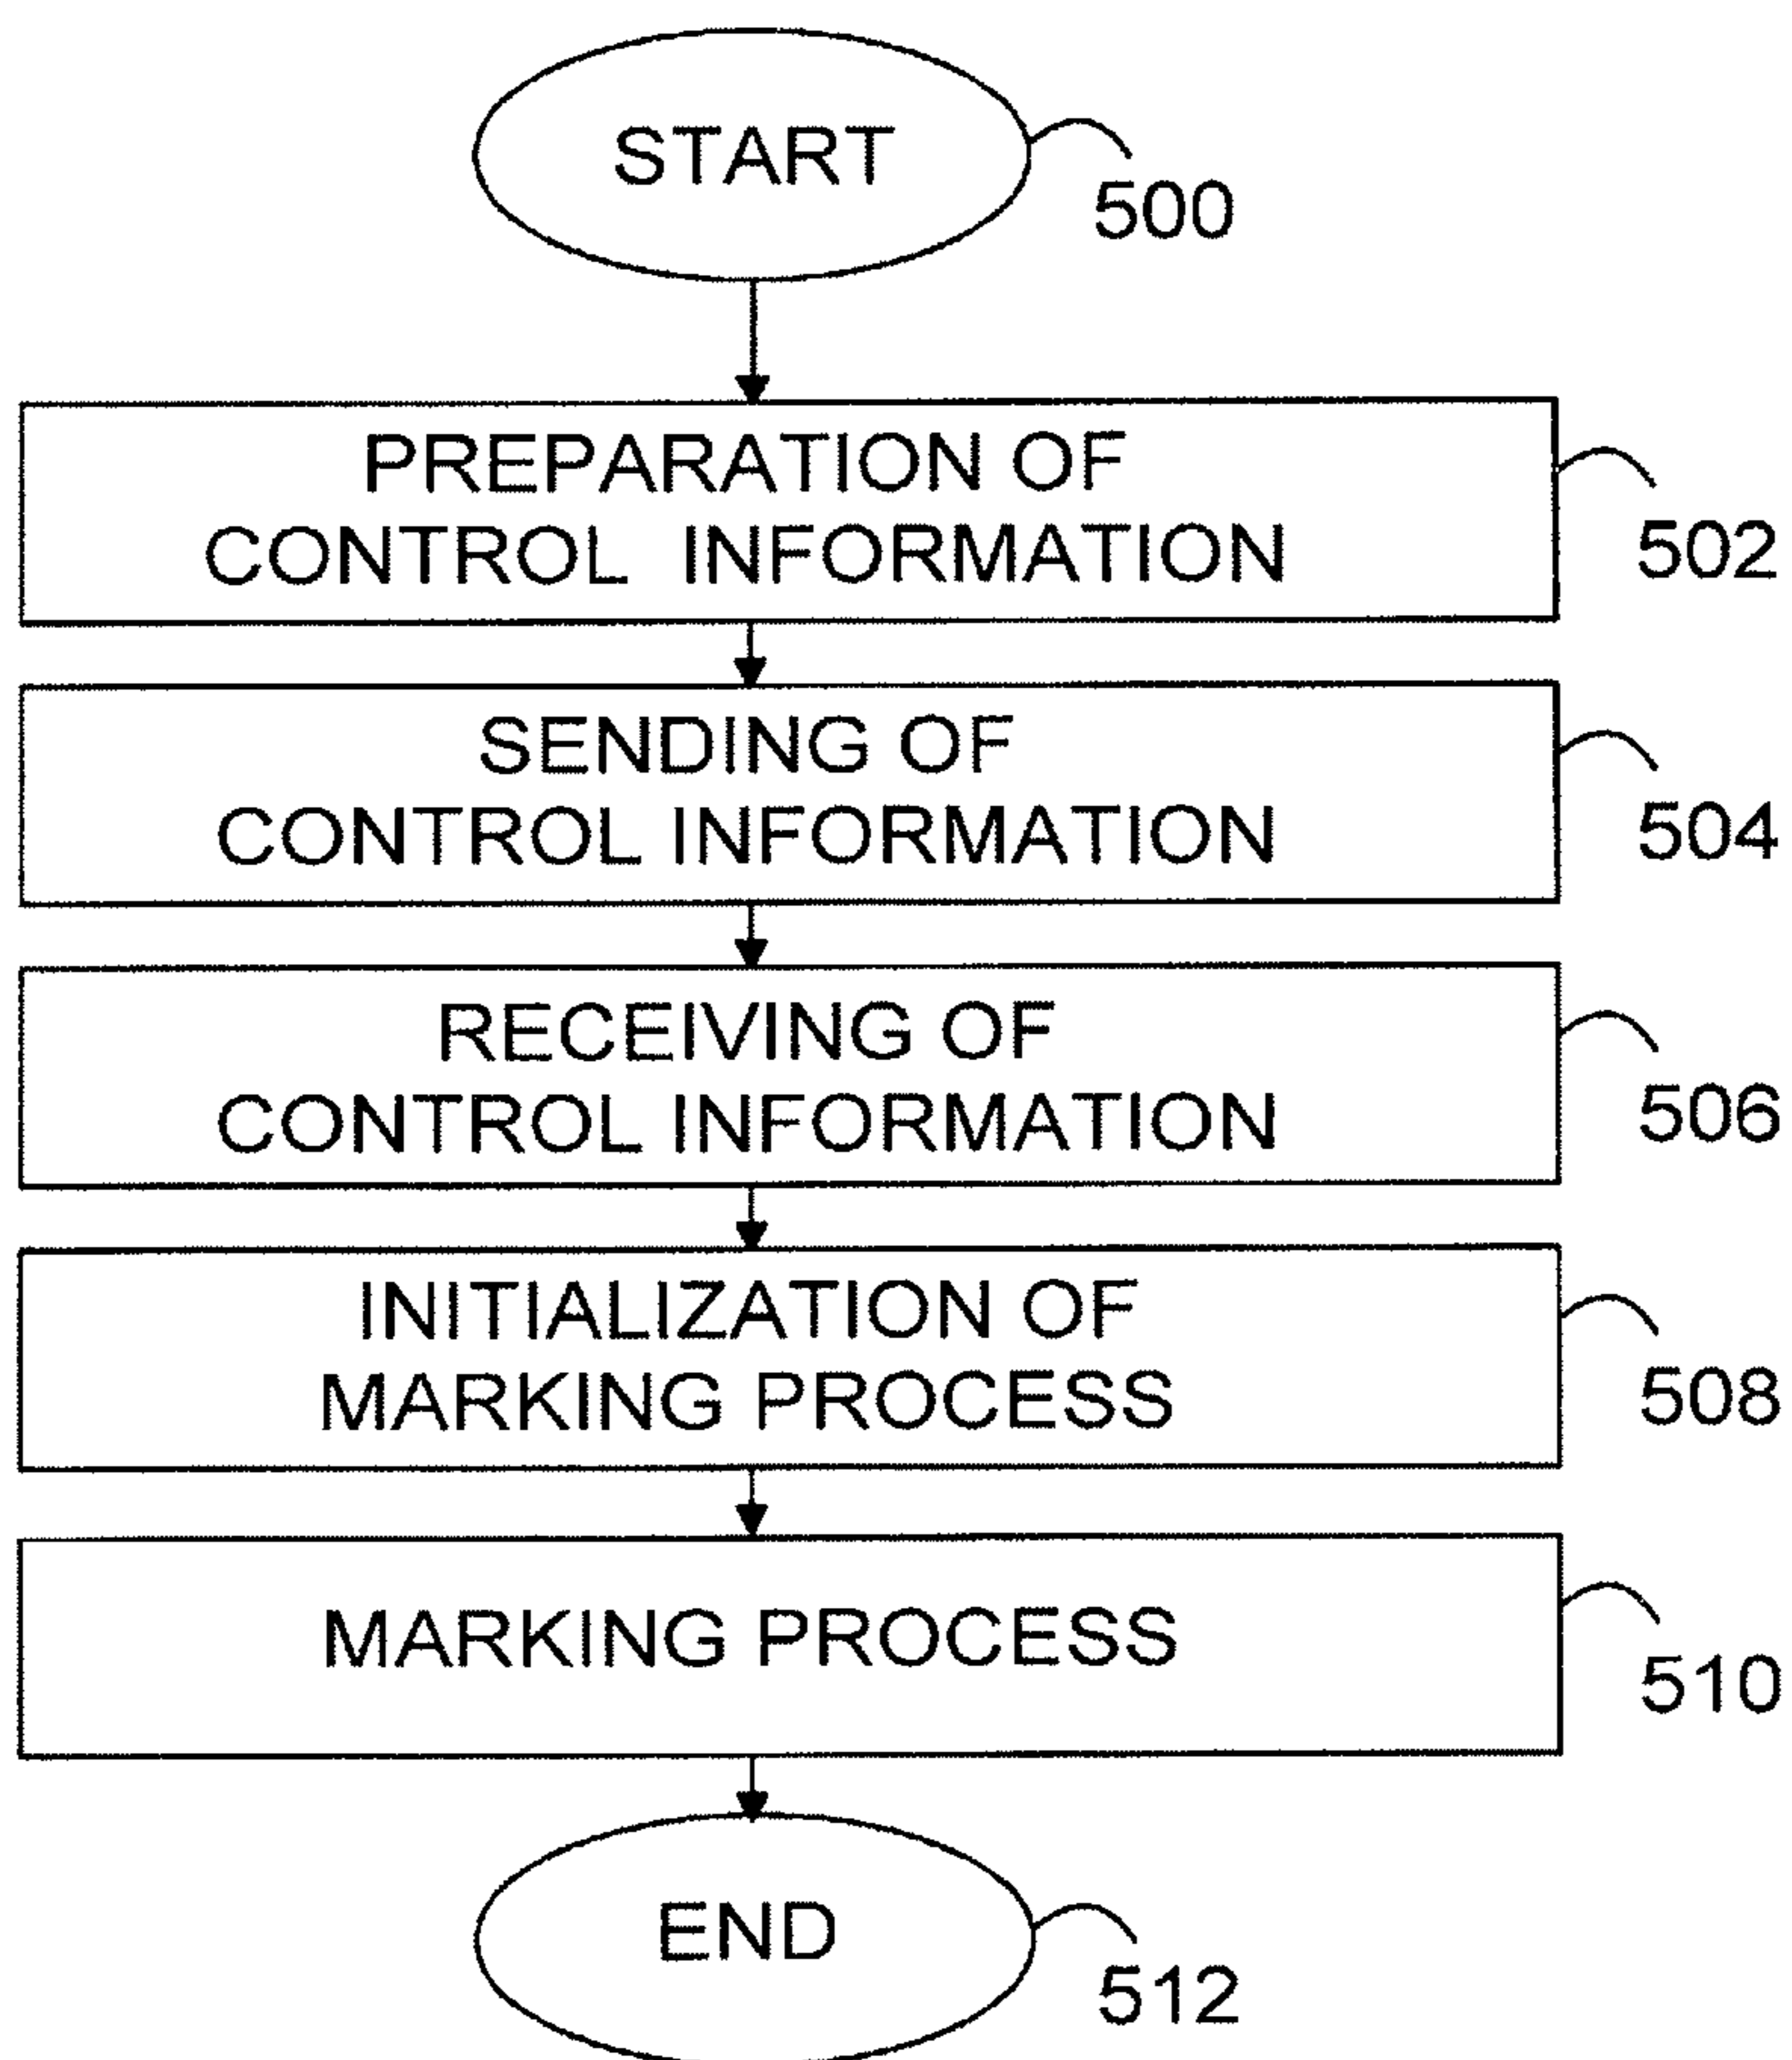 START
500
PREPARATION OF
CONTROL INFORMATION
502
SENDING OF
CONTROL INFORMATION
504
RECEIVING OF
CONTROL INFORMATION
506
INITIALIZATION OF
MARKING PROCESS
508
MARKING PROCESS
510
END
512